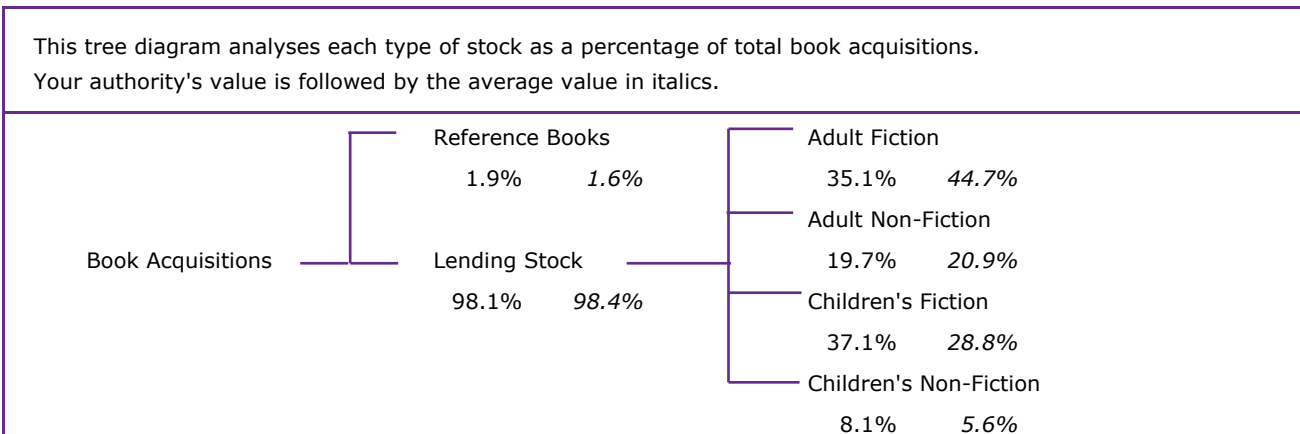 This tree diagram analyses each type of stock as a percentage of total book acquisitions.
Your authority's value is followed by the average value in italics.
Reference Books
1.9% 1.6%
Book Acquisitions
Lending Stock
98.1% 98.4%
Adult Fiction
35.1% 44.7%
Adult Non-Fiction
19.7% 20.9%
Children's Fiction
37.1% 28.8%
Children's Non-Fiction
8.1% 5.6%